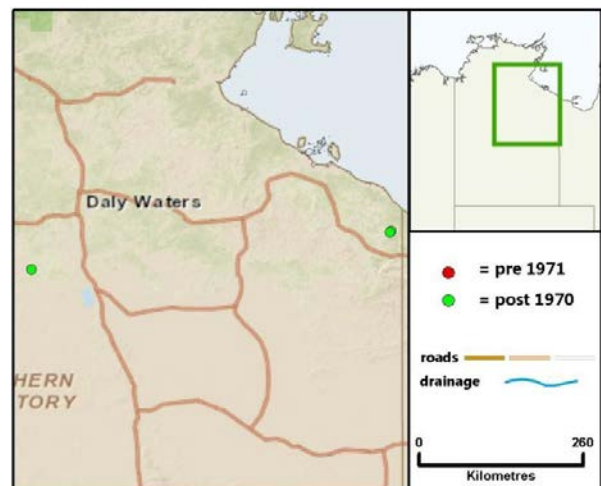 Daly Waters
HERN
TORY
= pre 1971
= post 1970
roads
drainage
0 260
Kilometres